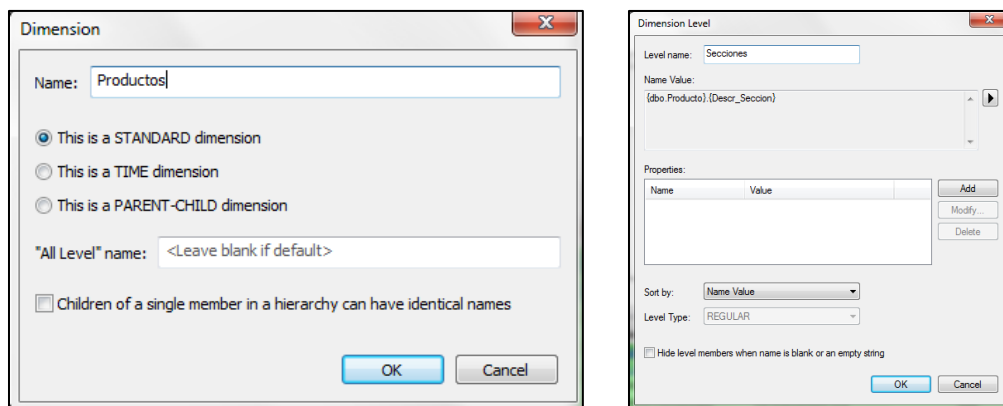 Dimension
Name: Productos
This is a STANDARD dimension
This is a TIME dimension
This is a PARENT-CHILD dimension
"All Level" name: <Leave blank if default>
Children of a single member in a hierarchy can have identical names
OK Cancel
Dimension Level
Level name: Secciones
Name Value:
{dbo.Producto}.{Descr_Seccion}
Properties:
Name Value
Add
Modify...
Delete
Sort by: Name Value
Level Type: REGULAR
Hide level members when name is blank or an empty string
OK Cancel